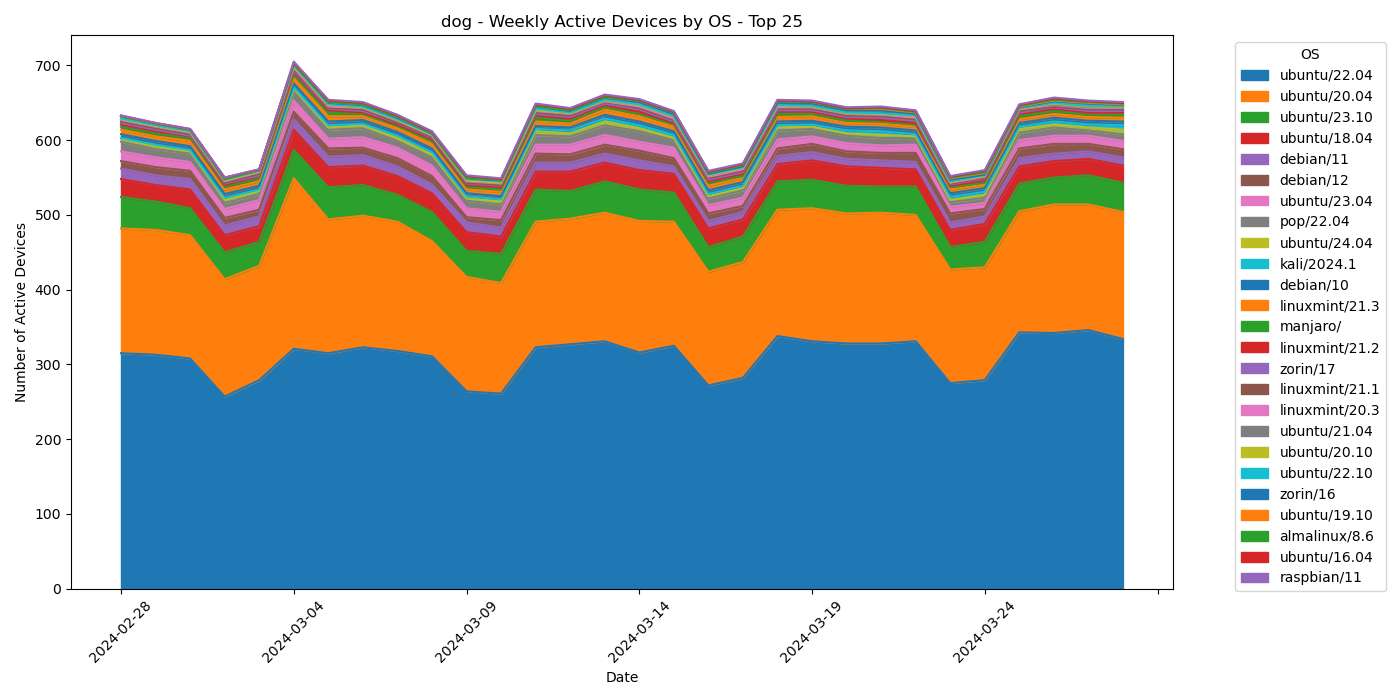 dog - Weekly Active Devices by OS - Top 25
Number of Active Devices
700
600
500
400
300
200
100
0
2024-02-28
2024-03-04
2024-03-09
2024-03-14
2024-03-19
2024-03-24
Date
OS
ubuntu/22.04
ubuntu/20.04
ubuntu/23.10
ubuntu/18.04
debian/11
debian/12
ubuntu/23.04
pop/22.04
ubuntu/24.04
kali/2024.1
debian/10
linuxmint/21.3
manjaro/
linuxmint/21.2
zorin/17
linuxmint/21.1
linuxmint/20.3
ubuntu/21.04
ubuntu/20.10
ubuntu/22.10
zorin/16
ubuntu/19.10
almalinux/8.6
ubuntu/16.04
raspbian/11